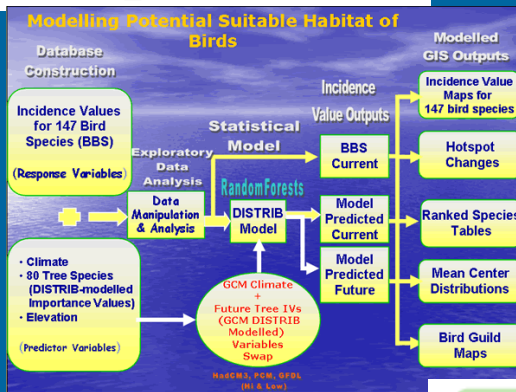 Modelling Potential Suitable Habitat of
Birds
Database
Construction
Incidence Values
for 147 Bird
Species (BBS)
(Response Variables)
• Climate
• 80 Tree Species
(DISTRIB-modelled
Importance Values)
• Elevation
(Predictor Variables)
Exploratory
Data
Analysis
Data
Manipulation
& Analysis
Statistical
Model
RandomForests
DISTRIB
Model
GCM Climate
+
Future Tree IVs
(GCM DISTRIB
Modelled)
Variables
Swap
HadCM3, PCM, GFDL
(Hi & Low)
Incidence
Value Outputs
BBS
Current
Model
Predicted
Current
Model
Predicted
Future
Modelled
GIS Outputs
Incidence Value
Maps for
147 bird species
Hotspot
Changes
Ranked Species
Tables
Mean Center
Distributions
Bird Guild
Maps